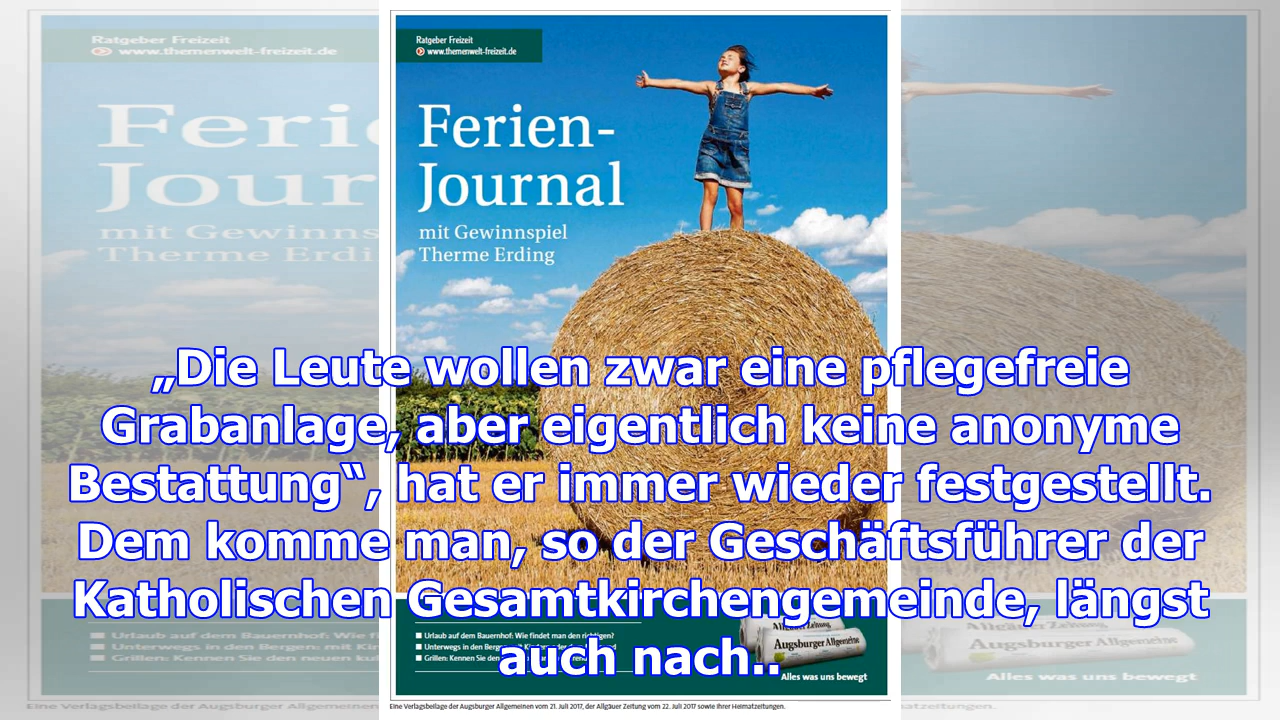 Ratgeber Freizeit
www.themenwelt-freizeit.de
Ferien-
Journal
mit Gewinnspiel
Therme Erding
„Die Leute wollen zwar eine pflegefreie
Grabanlage, aber eigentlich keine anonyme
Bestattung“, hat er immer wieder festgestellt.
Dem komme man, so der Geschäftsführer der
Katholischen Gesamtkirchengemeinde, längst
auch nach..
Urlaub auf dem Bauernhof: Wie findet man den richtigen?
Unterwegs in den Bergen: mit
Grillen: Kennen Sie den
Augsburger Allgemeine
Alles was uns bewegt
Eine Verlagsbeilage der Augsburger Allgemeinen vom 21. Juli 2017, der Allgäuer Zeitung vom 22. Juli 2017 sowie ihrer Heimatzeitungen.